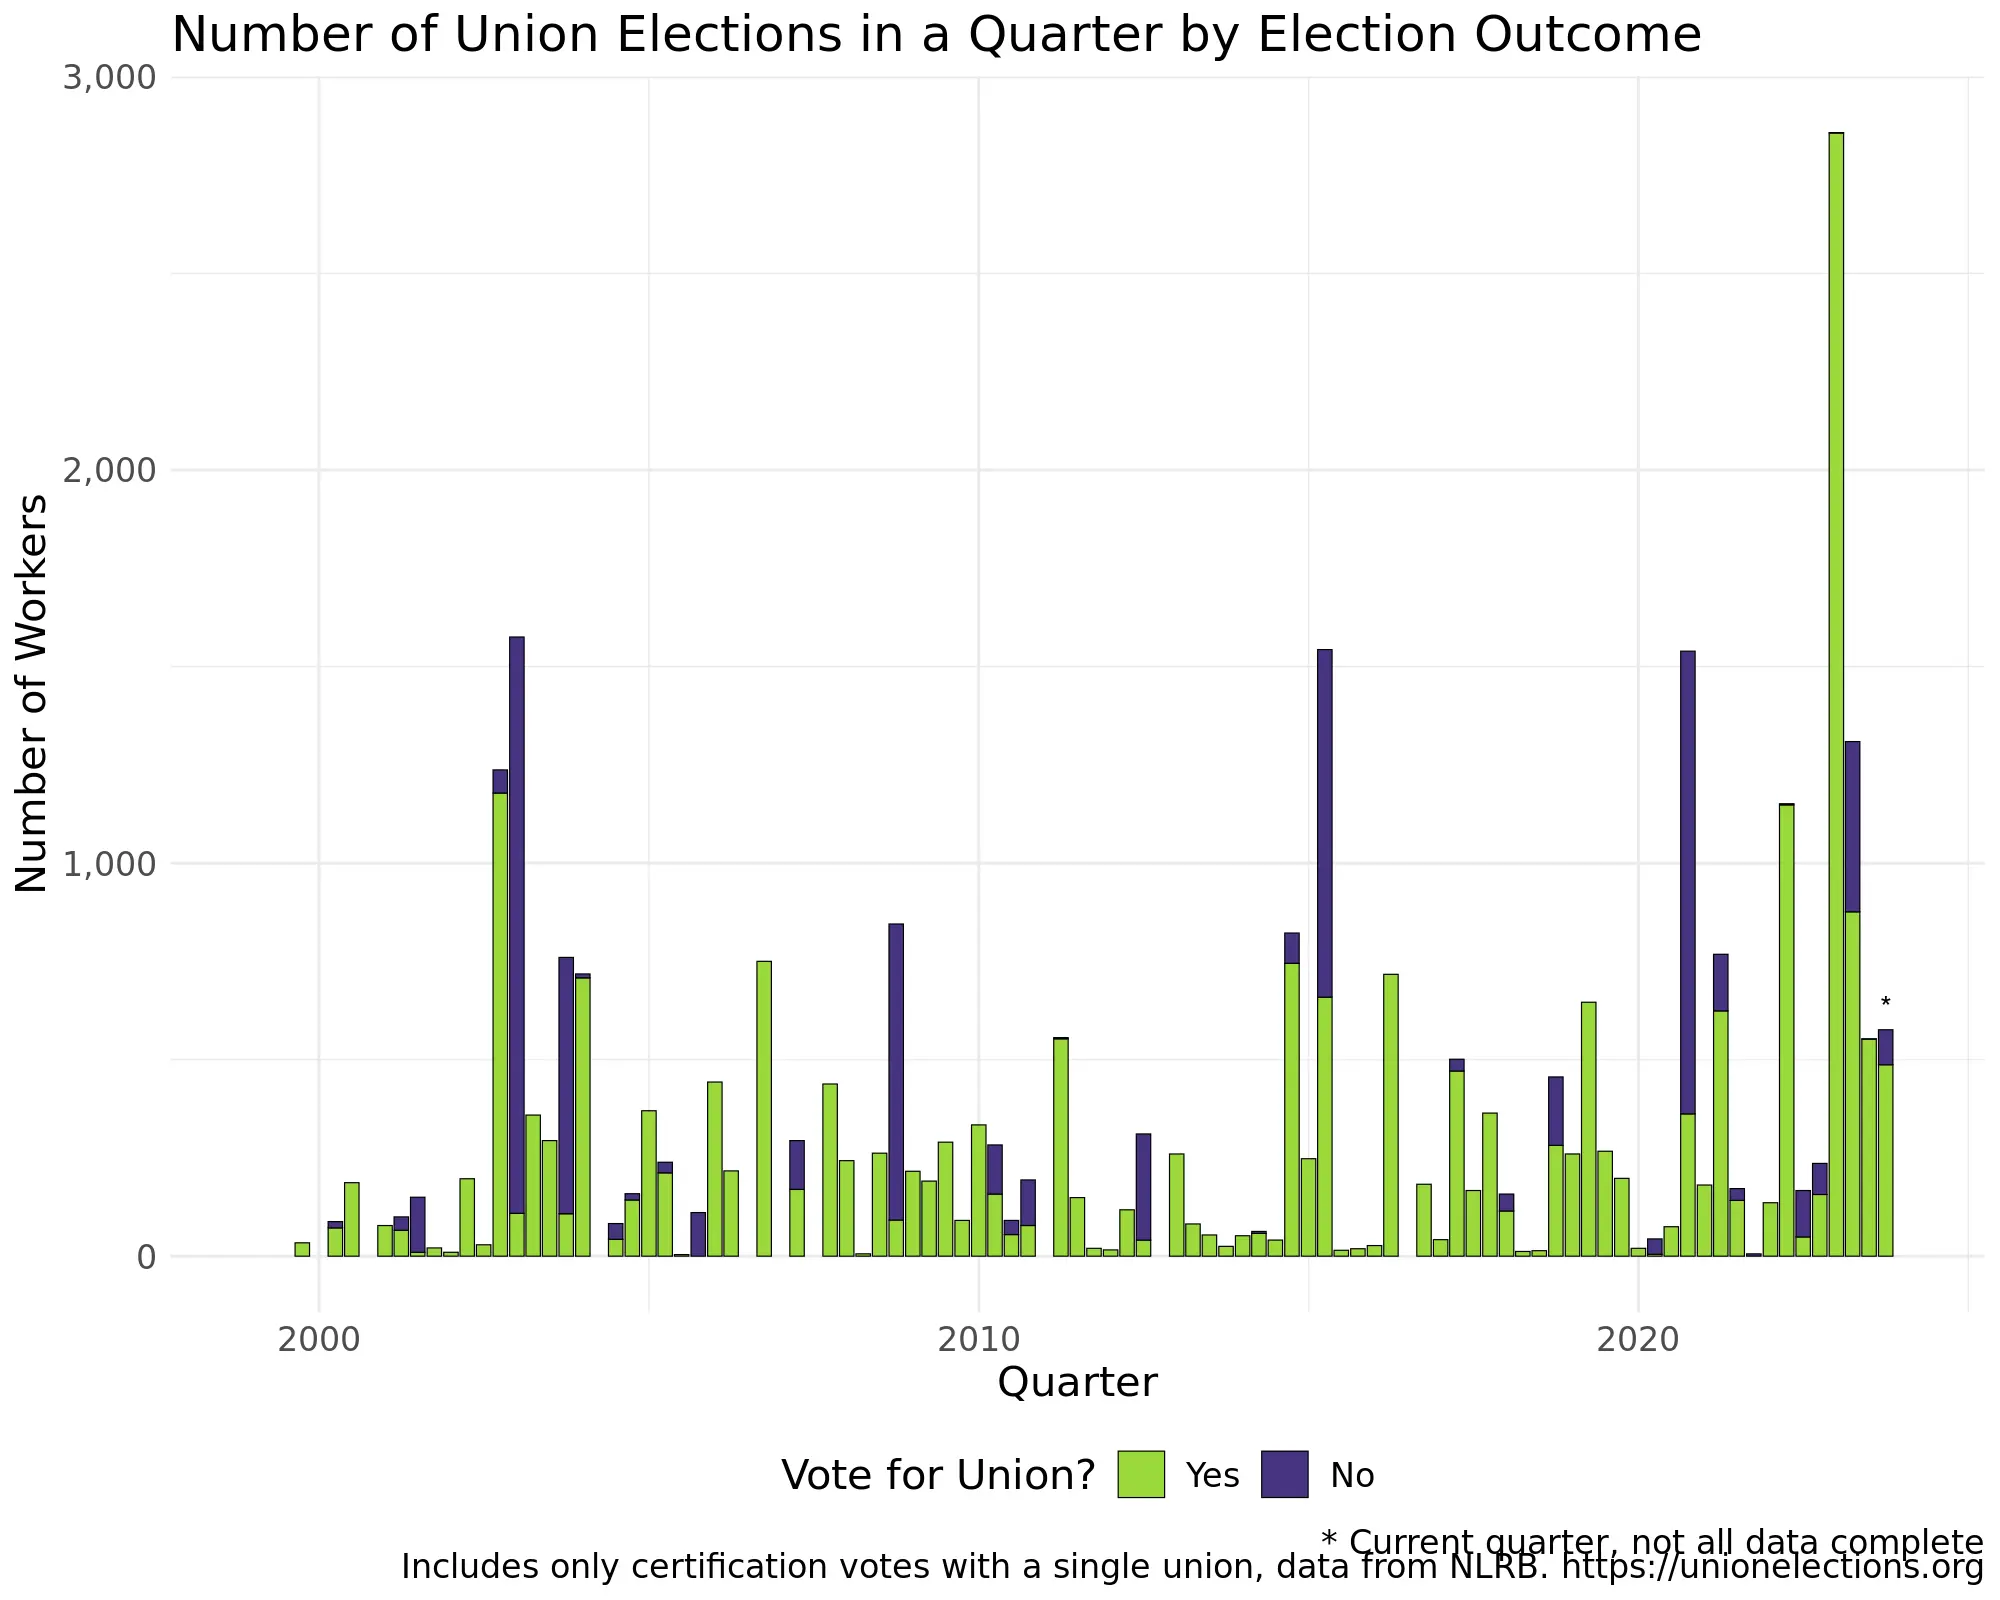 Number of Union Elections in a Quarter by Election Outcome
3,000
2,000
1,000
0
Number of Workers
*
2000 2010 2020
Quarter
Vote for Union? Yes No
* Current quarter, not all data complete
Includes only certification votes with a single union, data from NLRB. https://unionelections.org